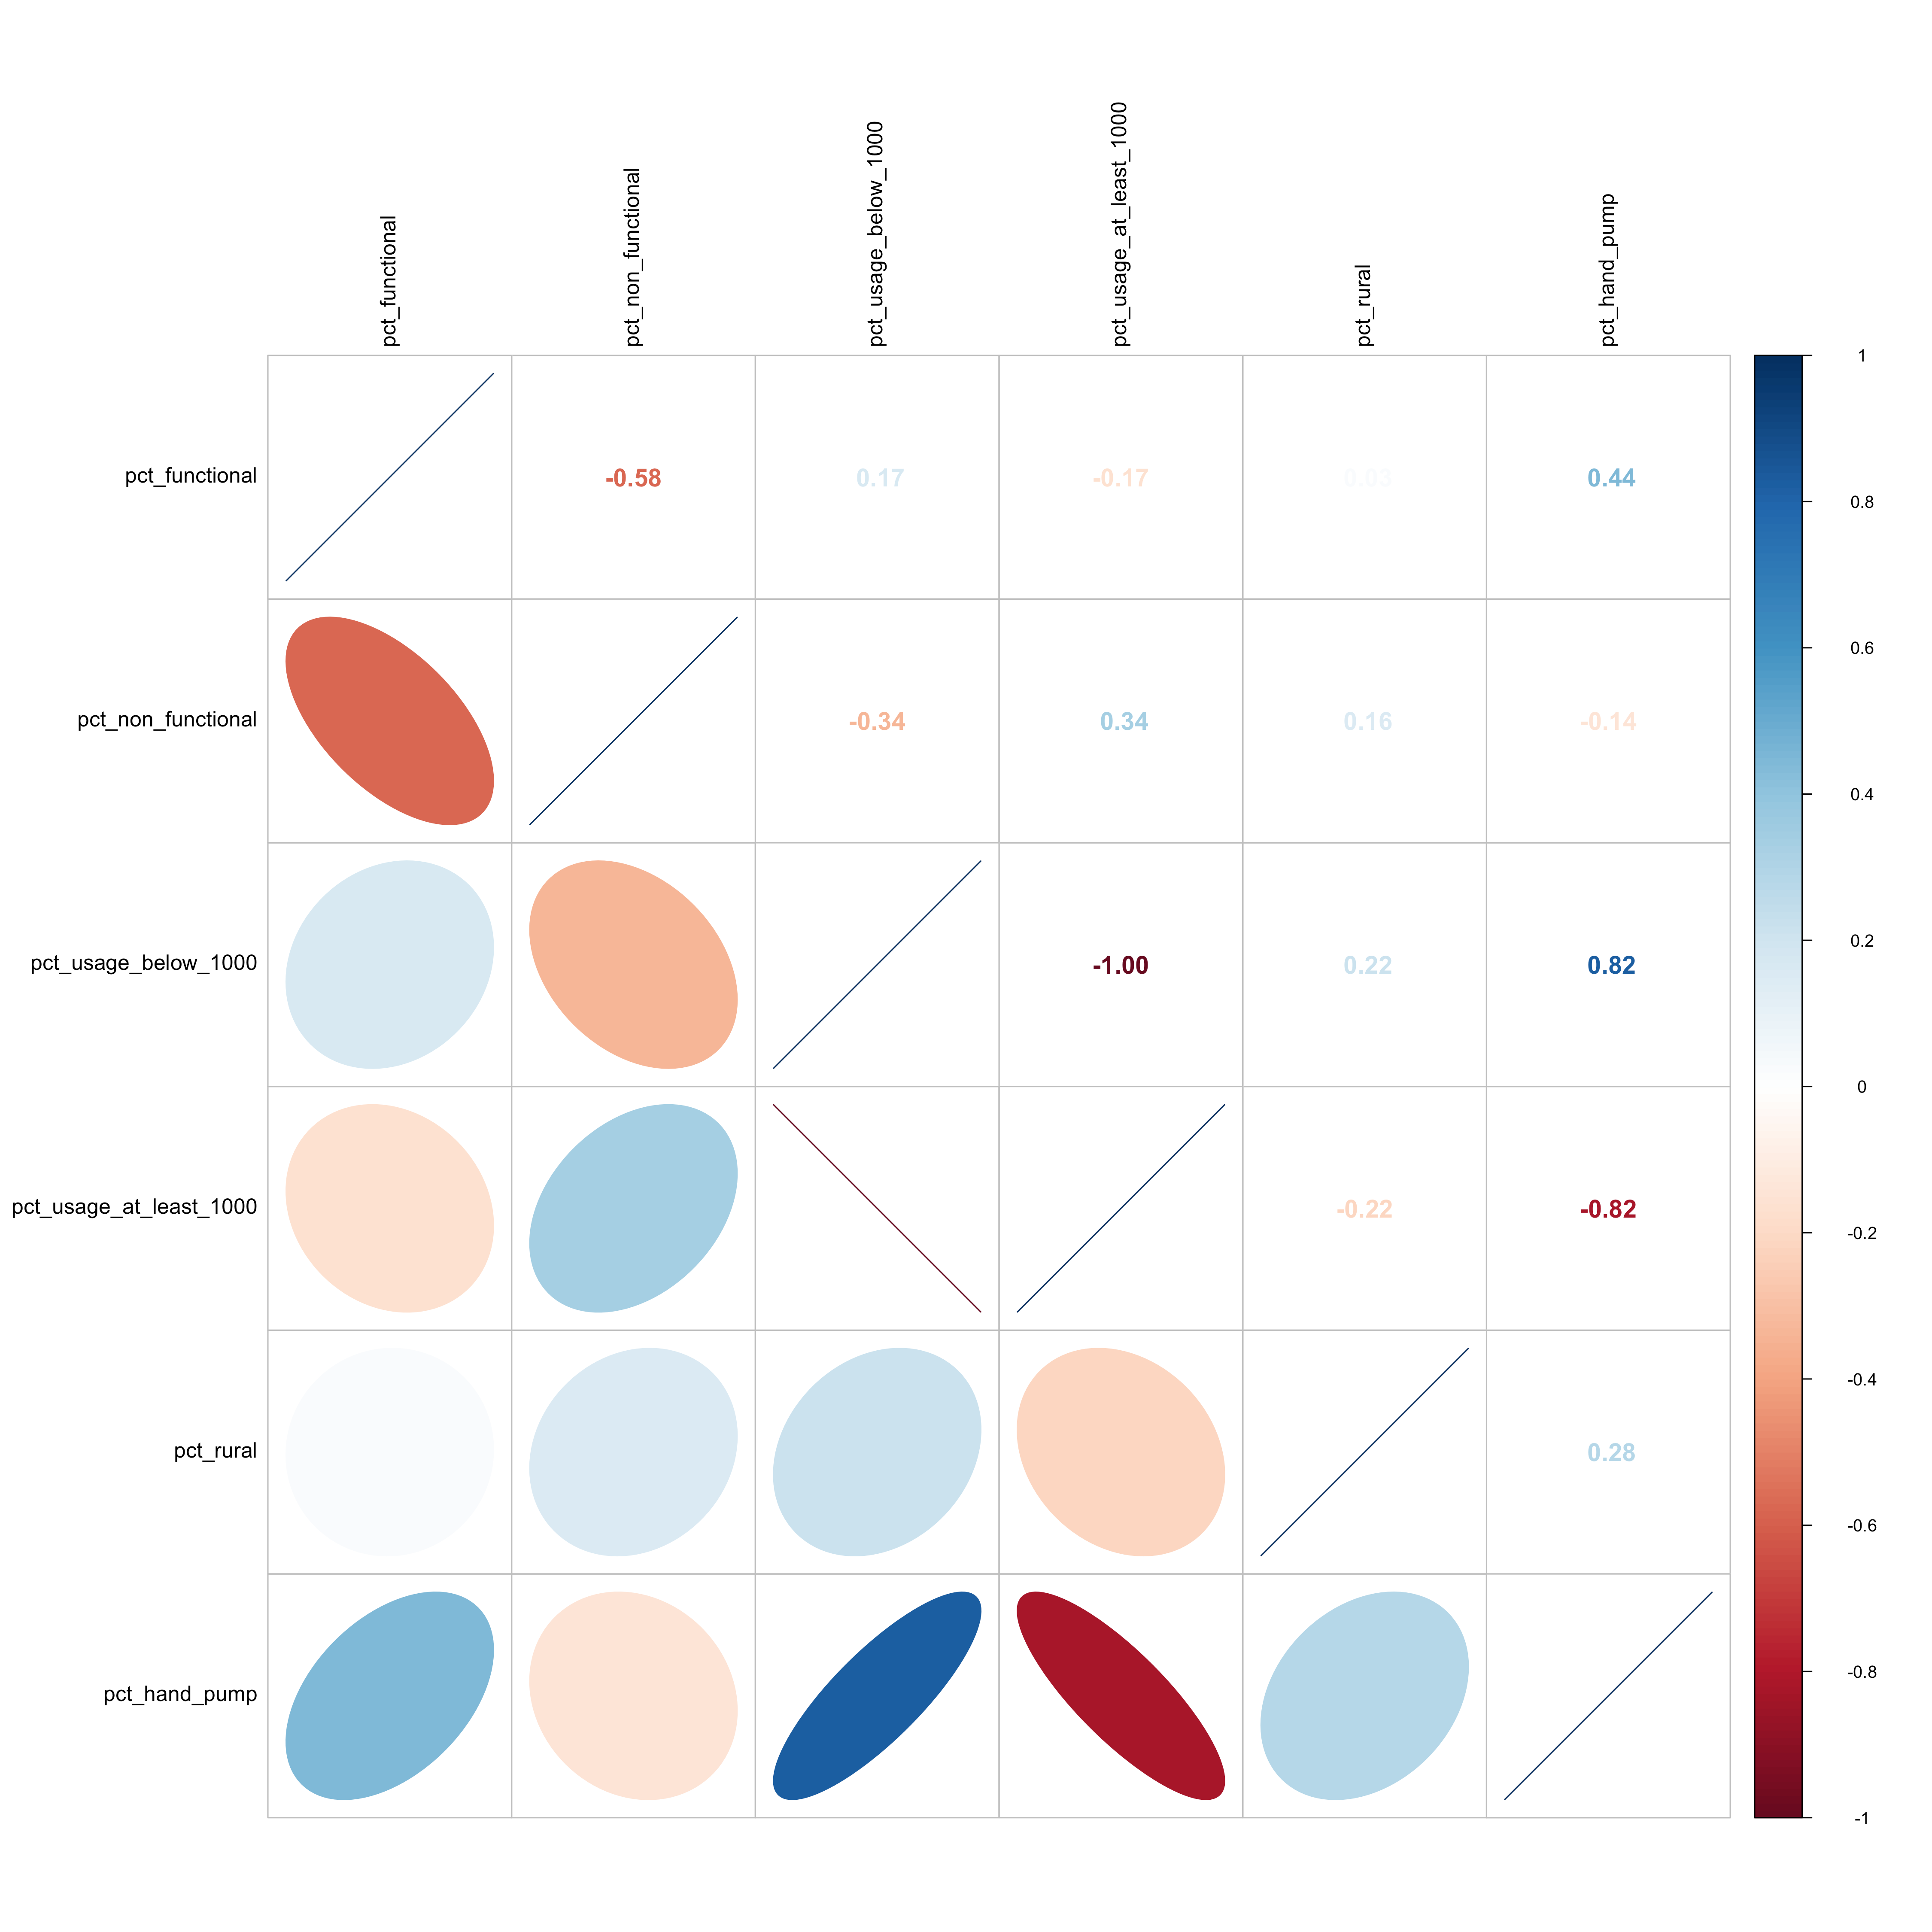 pct_functional
pct_non_functional
pct_usage_below_1000
pct_usage_at_least_1000
pct_rural
pct_hand_pump
pct_functional -0.58 0.17 -0.17 0.03 0.44
pct_non_functional -0.34 0.34 0.16 -0.14
pct_usage_below_1000 -1.00 0.22 0.82
pct_usage_at_least_1000 -0.22 -0.82
pct_rural 0.28
pct_hand_pump
1
0.8
0.6
0.4
0.2
0
-0.2
-0.4
-0.6
-0.8
-1